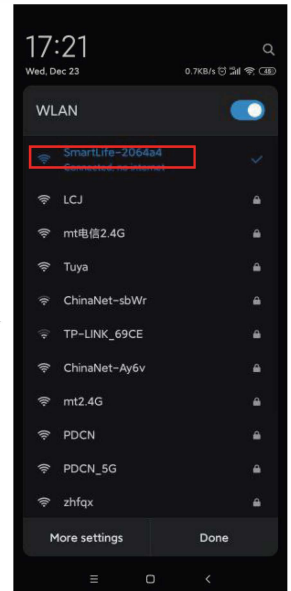 17:21
Wed, Dec 23
0.7KB/s
48
WLAN
SmartLife-2064a4
Connected, no internet
LCJ
mt电信2.4G
Tuya
ChinaNet-sbWr
TP-LINK_69CE
ChinaNet-Ay6v
mt2.4G
PDCN
PDCN_5G
zhfqx
More settings Done